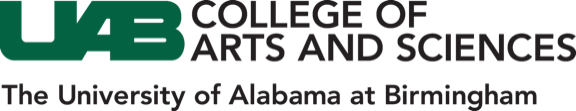 UAB COLLEGE OF
ARTS AND SCIENCES
The University of Alabama at Birmingham